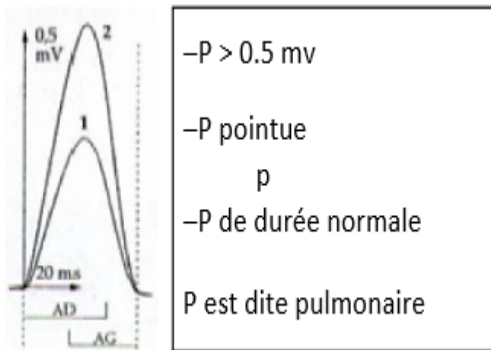 0,5
mV
2
1
20 ms
AD
AG
–P > 0.5 mv
–P pointue
p
–P de durée normale
P est dite pulmonaire